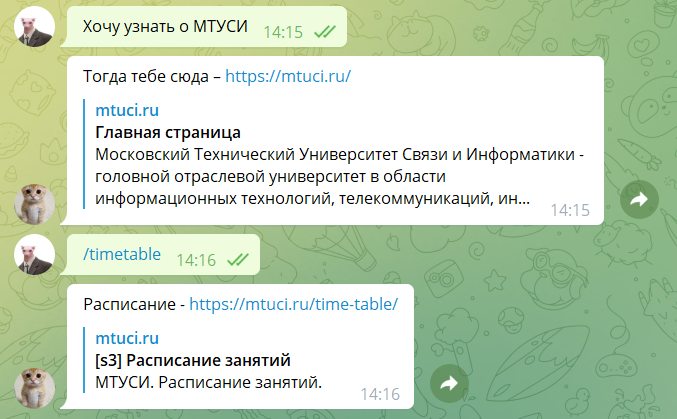 Хочу узнать о МТУСИ 14:15
Тогда тебе сюда – https://mtuci.ru/
mtuci.ru
Главная страница
Московский Технический Университет Связи и Информатики -
головной отраслевой университет в области
информационных технологий, телекоммуникаций, ин...
14:15
/timetable 14:16
Расписание - https://mtuci.ru/time-table/
mtuci.ru
[s3] Расписание занятий
МТУСИ. Расписание занятий.
14:16